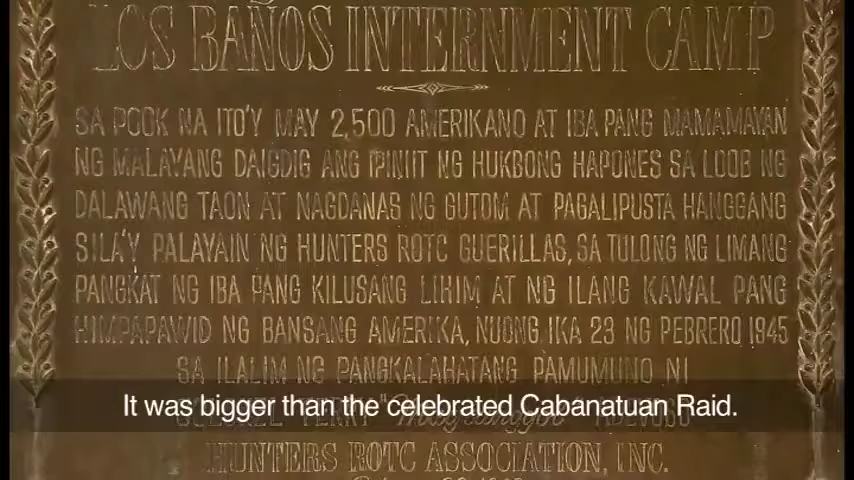 LOS BAÑOS INTERNMENT CAMP
SA POOK NA ITO'Y MAY 2,500 AMERIKANO AT IBA PANG MAMAMAYAN
NG MALAYANG DAIGDIG ANG IPINIIT NG HUKBONG HAPONES SA LOOB NG
DALAWANG TAON AT NAGDANAS NG GUTOM AT PAGALIPUSTA HANGGANG
SILA'Y PALAYAIN NG HUNTERS ROTC GUERILLAS, SA TULONG NG LIMANG
PANGKAT NG IBA PANG KILUSANG LIHIM AT NG ILANG KAWAL PANG
HIMPAPAWID NG BANSANG AMERIKA, NUONG IKA 23 NG PEBRERO 1945
SA ILALIM NG PANGKALAHATANG PAMUMUNO NI
It was bigger than the celebrated Cabanatuan Raid.
COLONEL TERRY "Magtanggol" ADEVOSO
HUNTERS ROTC ASSOCIATION, INC.